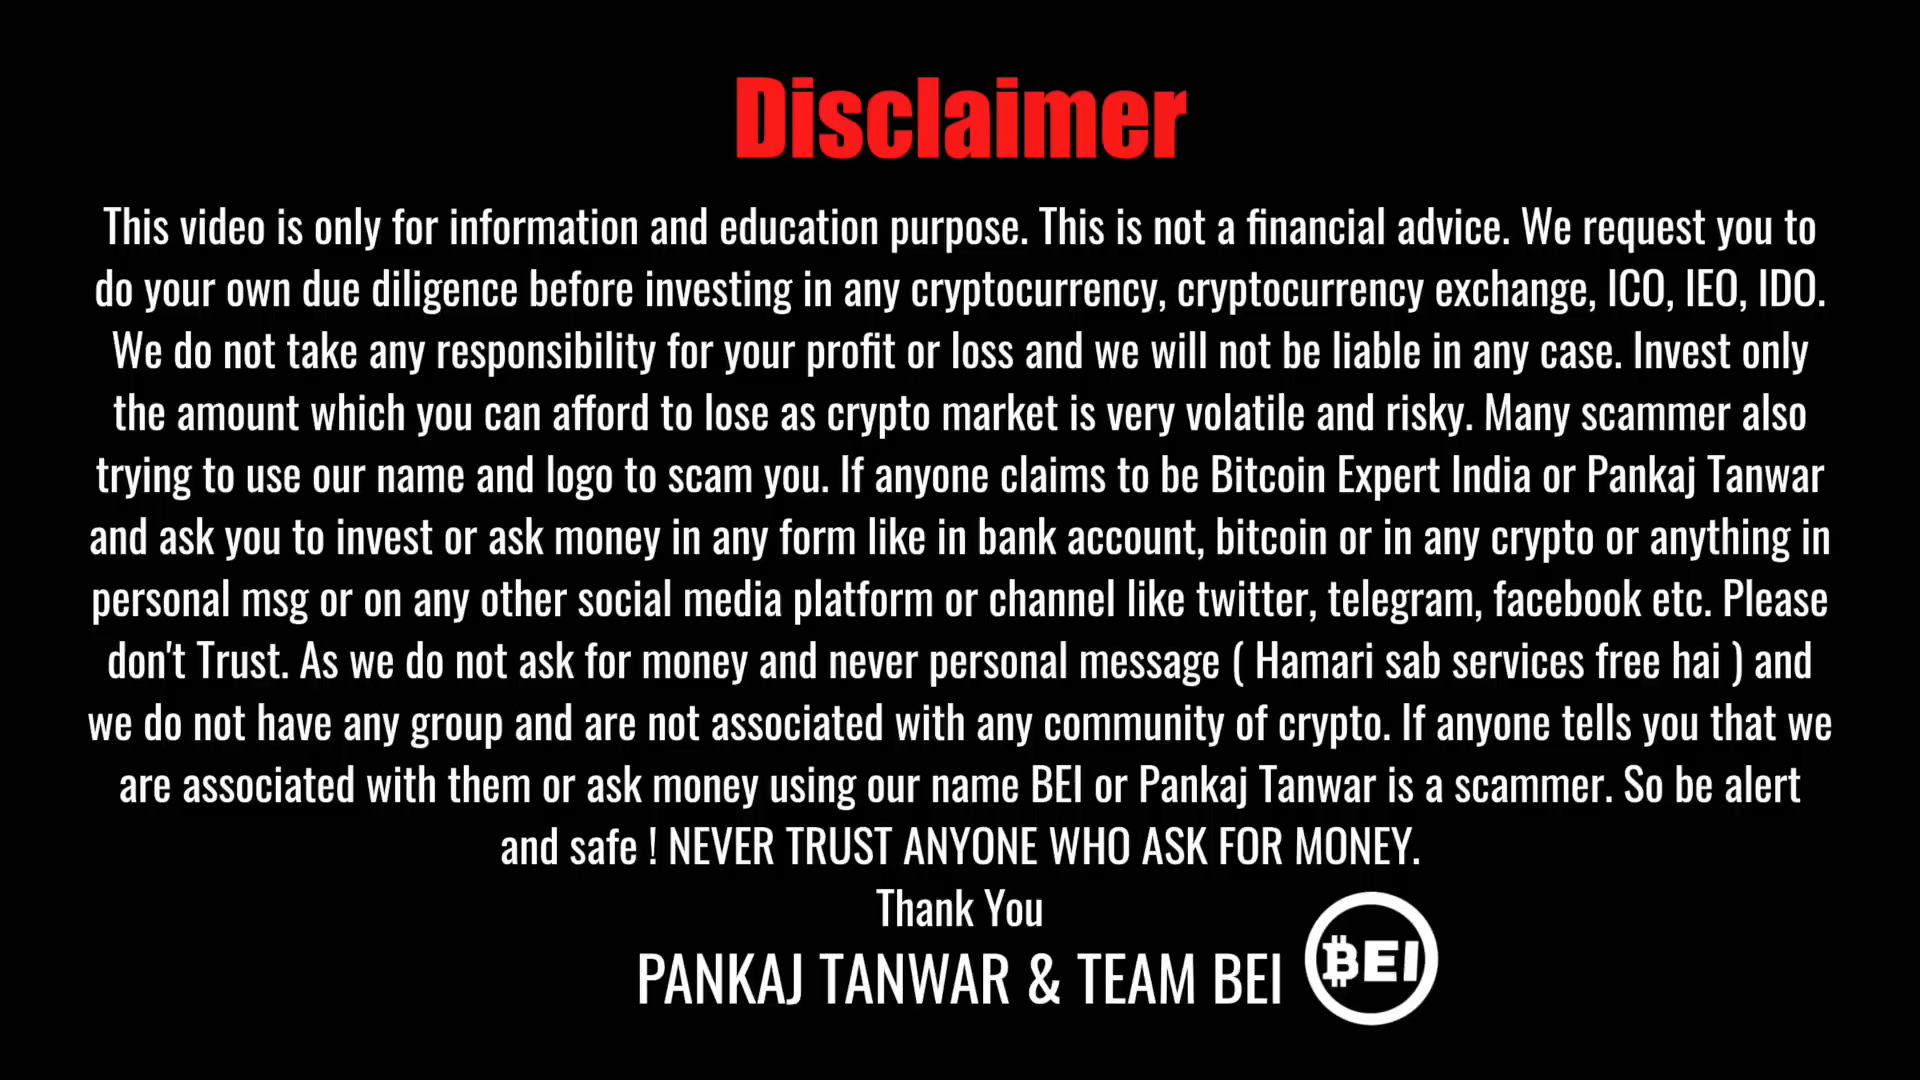 Disclaimer
This video is only for information and education purpose. This is not a financial advice. We request you to
do your own due diligence before investing in any cryptocurrency, cryptocurrency exchange, ICO, IEO, IDO.
We do not take any responsibility for your profit or loss and we will not be liable in any case. Invest only
the amount which you can afford to lose as crypto market is very volatile and risky. Many scammer also
trying to use our name and logo to scam you. If anyone claims to be Bitcoin Expert India or Pankaj Tanwar
and ask you to invest or ask money in any form like in bank account, bitcoin or in any crypto or anything in
personal msg or on any other social media platform or channel like twitter, telegram, facebook etc. Please
don't Trust. As we do not ask for money and never personal message ( Hamari sab services free hai ) and
we do not have any group and are not associated with any community of crypto. If anyone tells you that we
are associated with them or ask money using our name BEI or Pankaj Tanwar is a scammer. So be alert
and safe ! NEVER TRUST ANYONE WHO ASK FOR MONEY.
Thank You
PANKAJ TANWAR & TEAM BEI
BEI